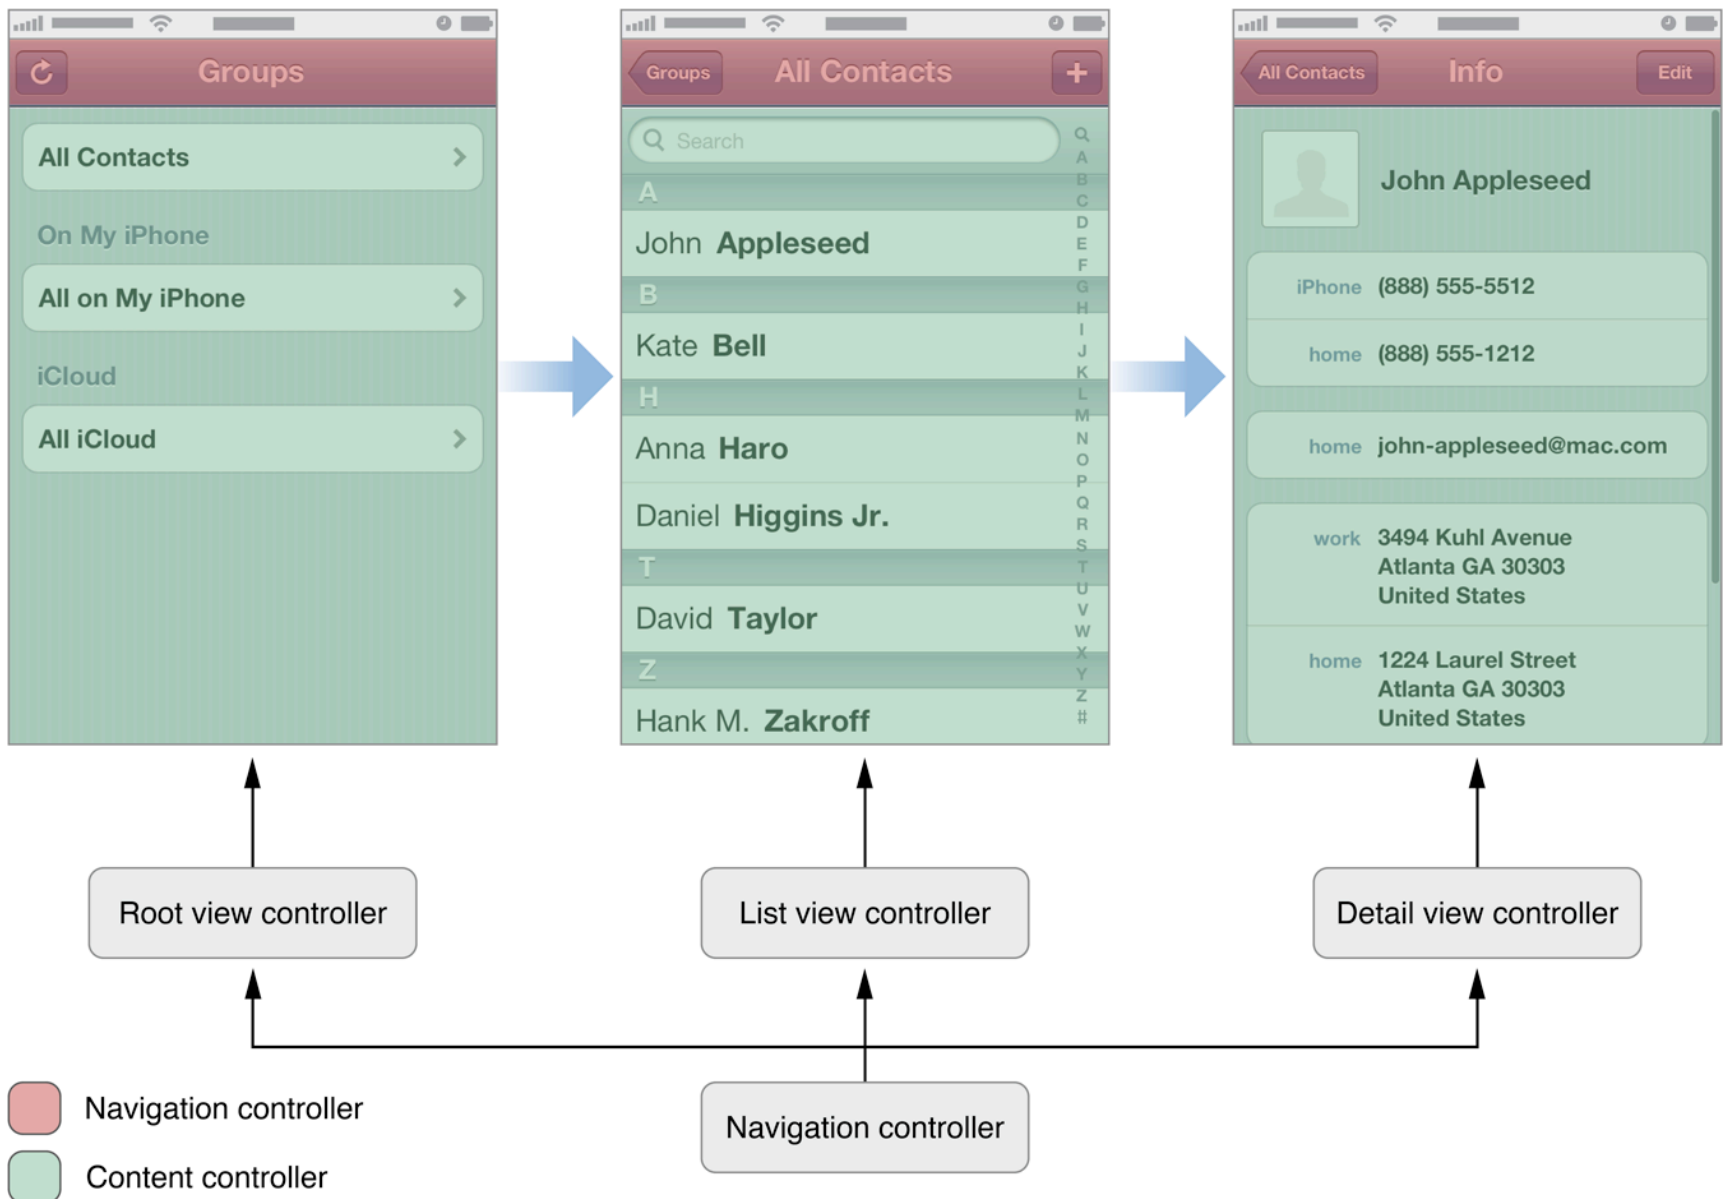 Groups
All Contacts
On My iPhone
All on My iPhone
iCloud
All iCloud
Groups
All Contacts
+
Search
A
John Appleseed
B
Kate Bell
H
Anna Haro
Daniel Higgins Jr.
T
David Taylor
Z
Hank M. Zakroff
A
B
C
D
E
F
G
H
I
J
K
L
M
N
O
P
Q
R
S
T
U
V
W
X
Y
Z
#
All Contacts
Info
Edit
John Appleseed
iPhone (888) 555-5512
home (888) 555-1212
home john-appleseed@mac.com
work 3494 Kuhl Avenue
Atlanta GA 30303
United States
home 1224 Laurel Street
Atlanta GA 30303
United States
Root view controller
List view controller
Detail view controller
Navigation controller
Navigation controller
Content controller